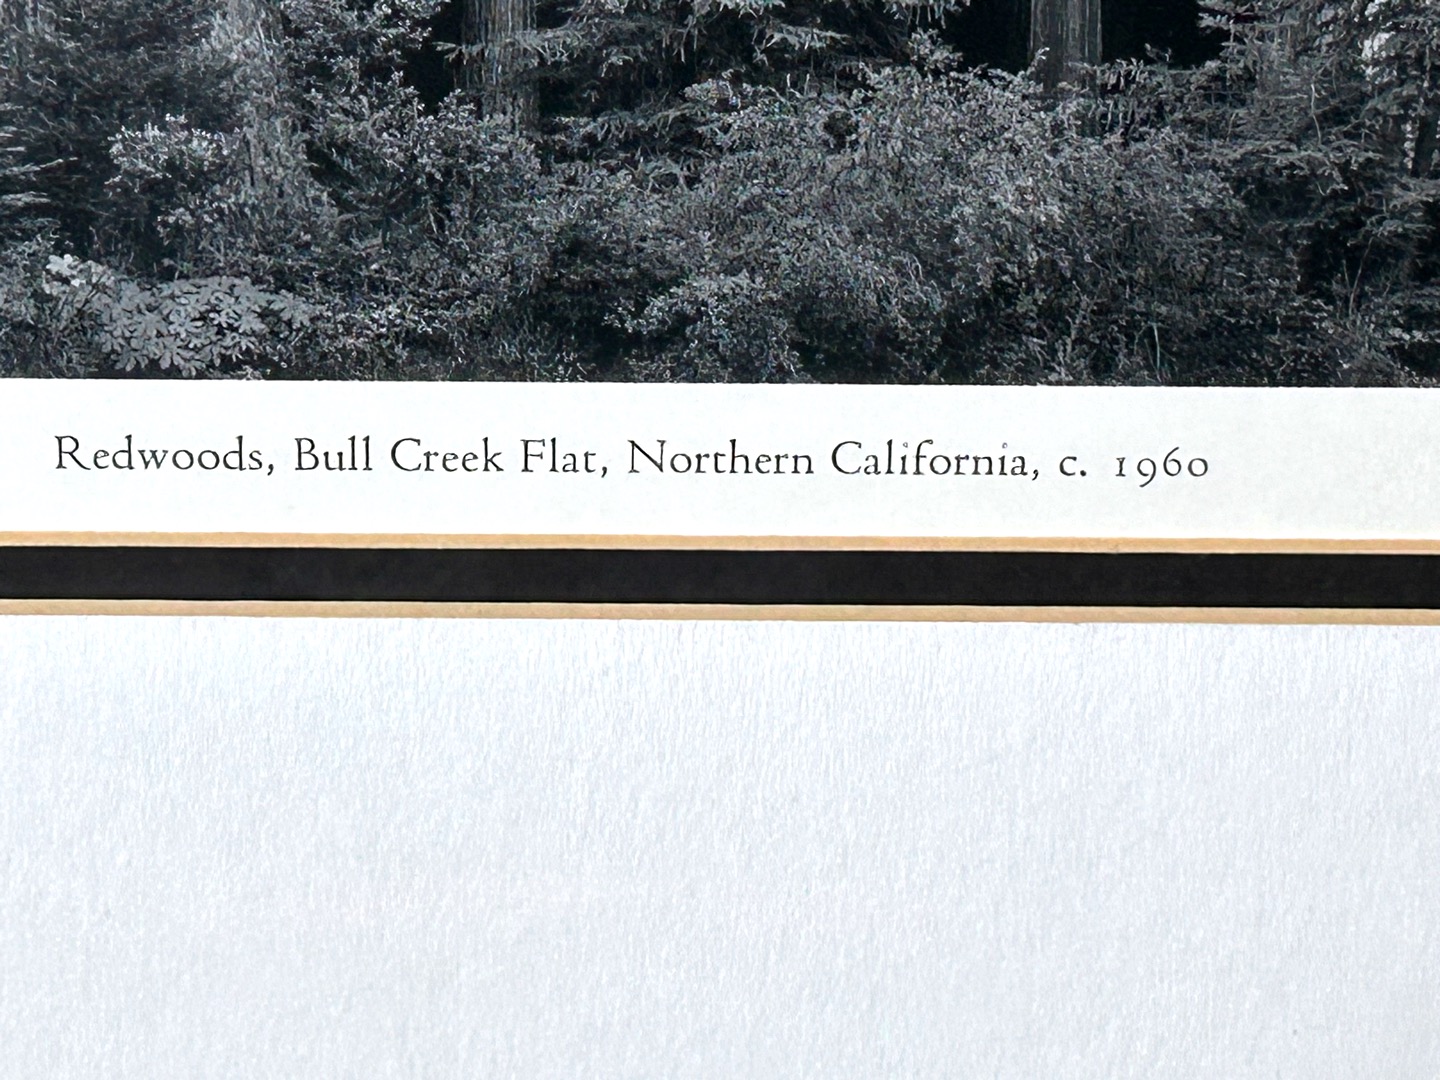 Redwoods, Bull Creek Flat, Northern California, c. 1960